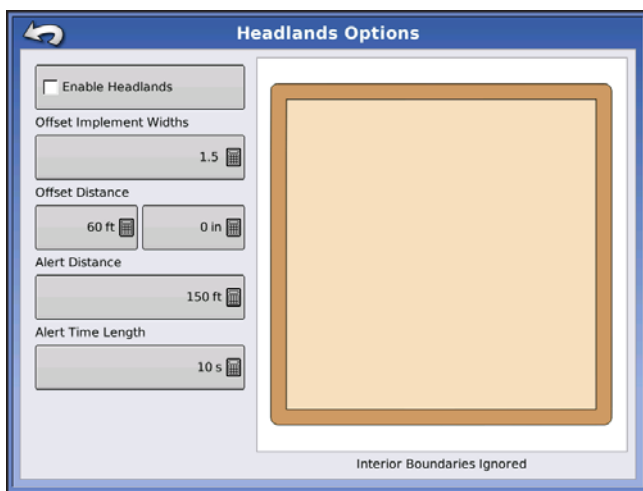 Headlands Options
Enable Headlands
Offset Implement Widths
1.5
Offset Distance
60 ft 0 in
Alert Distance
150 ft
Alert Time Length
10 s
Interior Boundaries Ignored